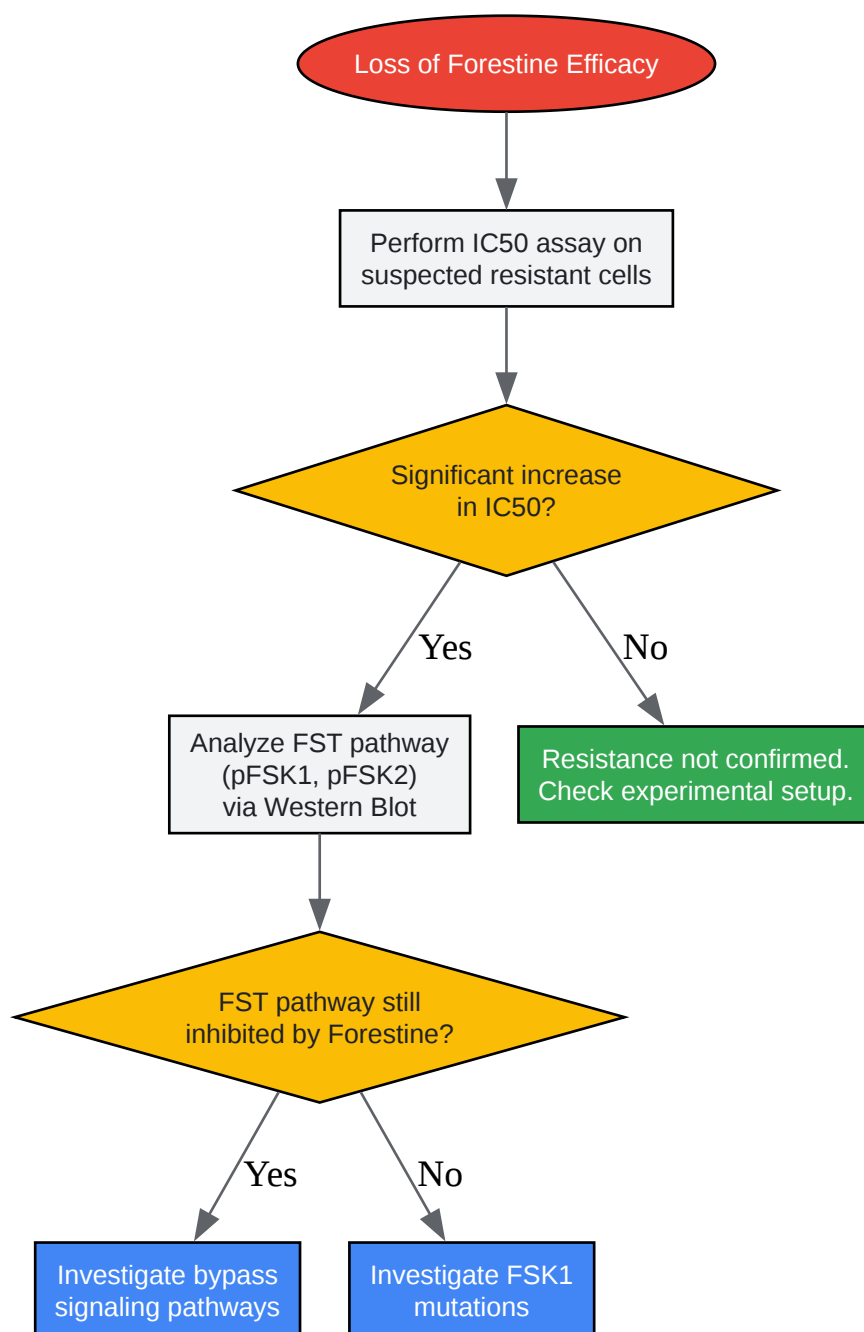 Loss of Forestine Efficacy
Perform IC50 assay on
suspected resistant cells
Significant increase
in IC50?
Yes
No
Analyze FST pathway
(pFSK1, pFSK2)
via Western Blot
Resistance not confirmed.
Check experimental setup.
FST pathway still
inhibited by Forestine?
Yes
No
Investigate bypass
signaling pathways
Investigate FSK1
mutations